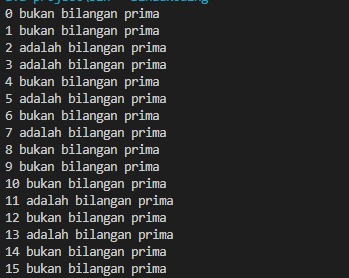 0 bukan bilangan prima
1 bukan bilangan prima
2 adalah bilangan prima
3 adalah bilangan prima
4 bukan bilangan prima
5 adalah bilangan prima
6 bukan bilangan prima
7 adalah bilangan prima
8 bukan bilangan prima
9 bukan bilangan prima
10 bukan bilangan prima
11 adalah bilangan prima
12 bukan bilangan prima
13 adalah bilangan prima
14 bukan bilangan prima
15 bukan bilangan prima